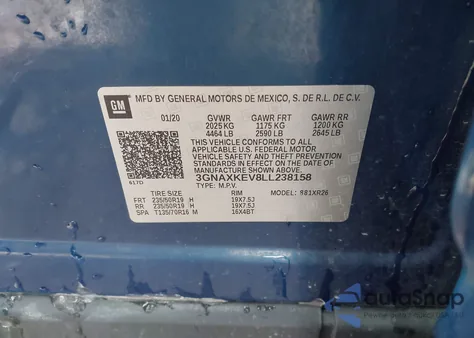 GM
MFD BY GENERAL MOTORS DE MEXICO, S. DE R.L. DE C.V.
01/20 GVWR GAWR FRT GAWR RR
2025 KG 1175 KG 1200 KG
4464 LB 2590 LB 2645 LB
THIS VEHICLE CONFORMS TO ALL
APPLICABLE U.S. FEDERAL MOTOR
VEHICLE SAFETY, BUMPER, AND
THEFT PREVENTION STANDARDS IN
EFFECT ON THE DATE OF
MANUFACTURE SHOWN ABOVE.
3GNAXKEV8LL238158
TYPE: M.P.V. MODEL:
TIRE SIZE RIM
FRT 235/50R19 H 19X7.5J
RR 235/50R19 H 19X7.5J
SPA T135/70R16 M 16X4BT
autoSnap